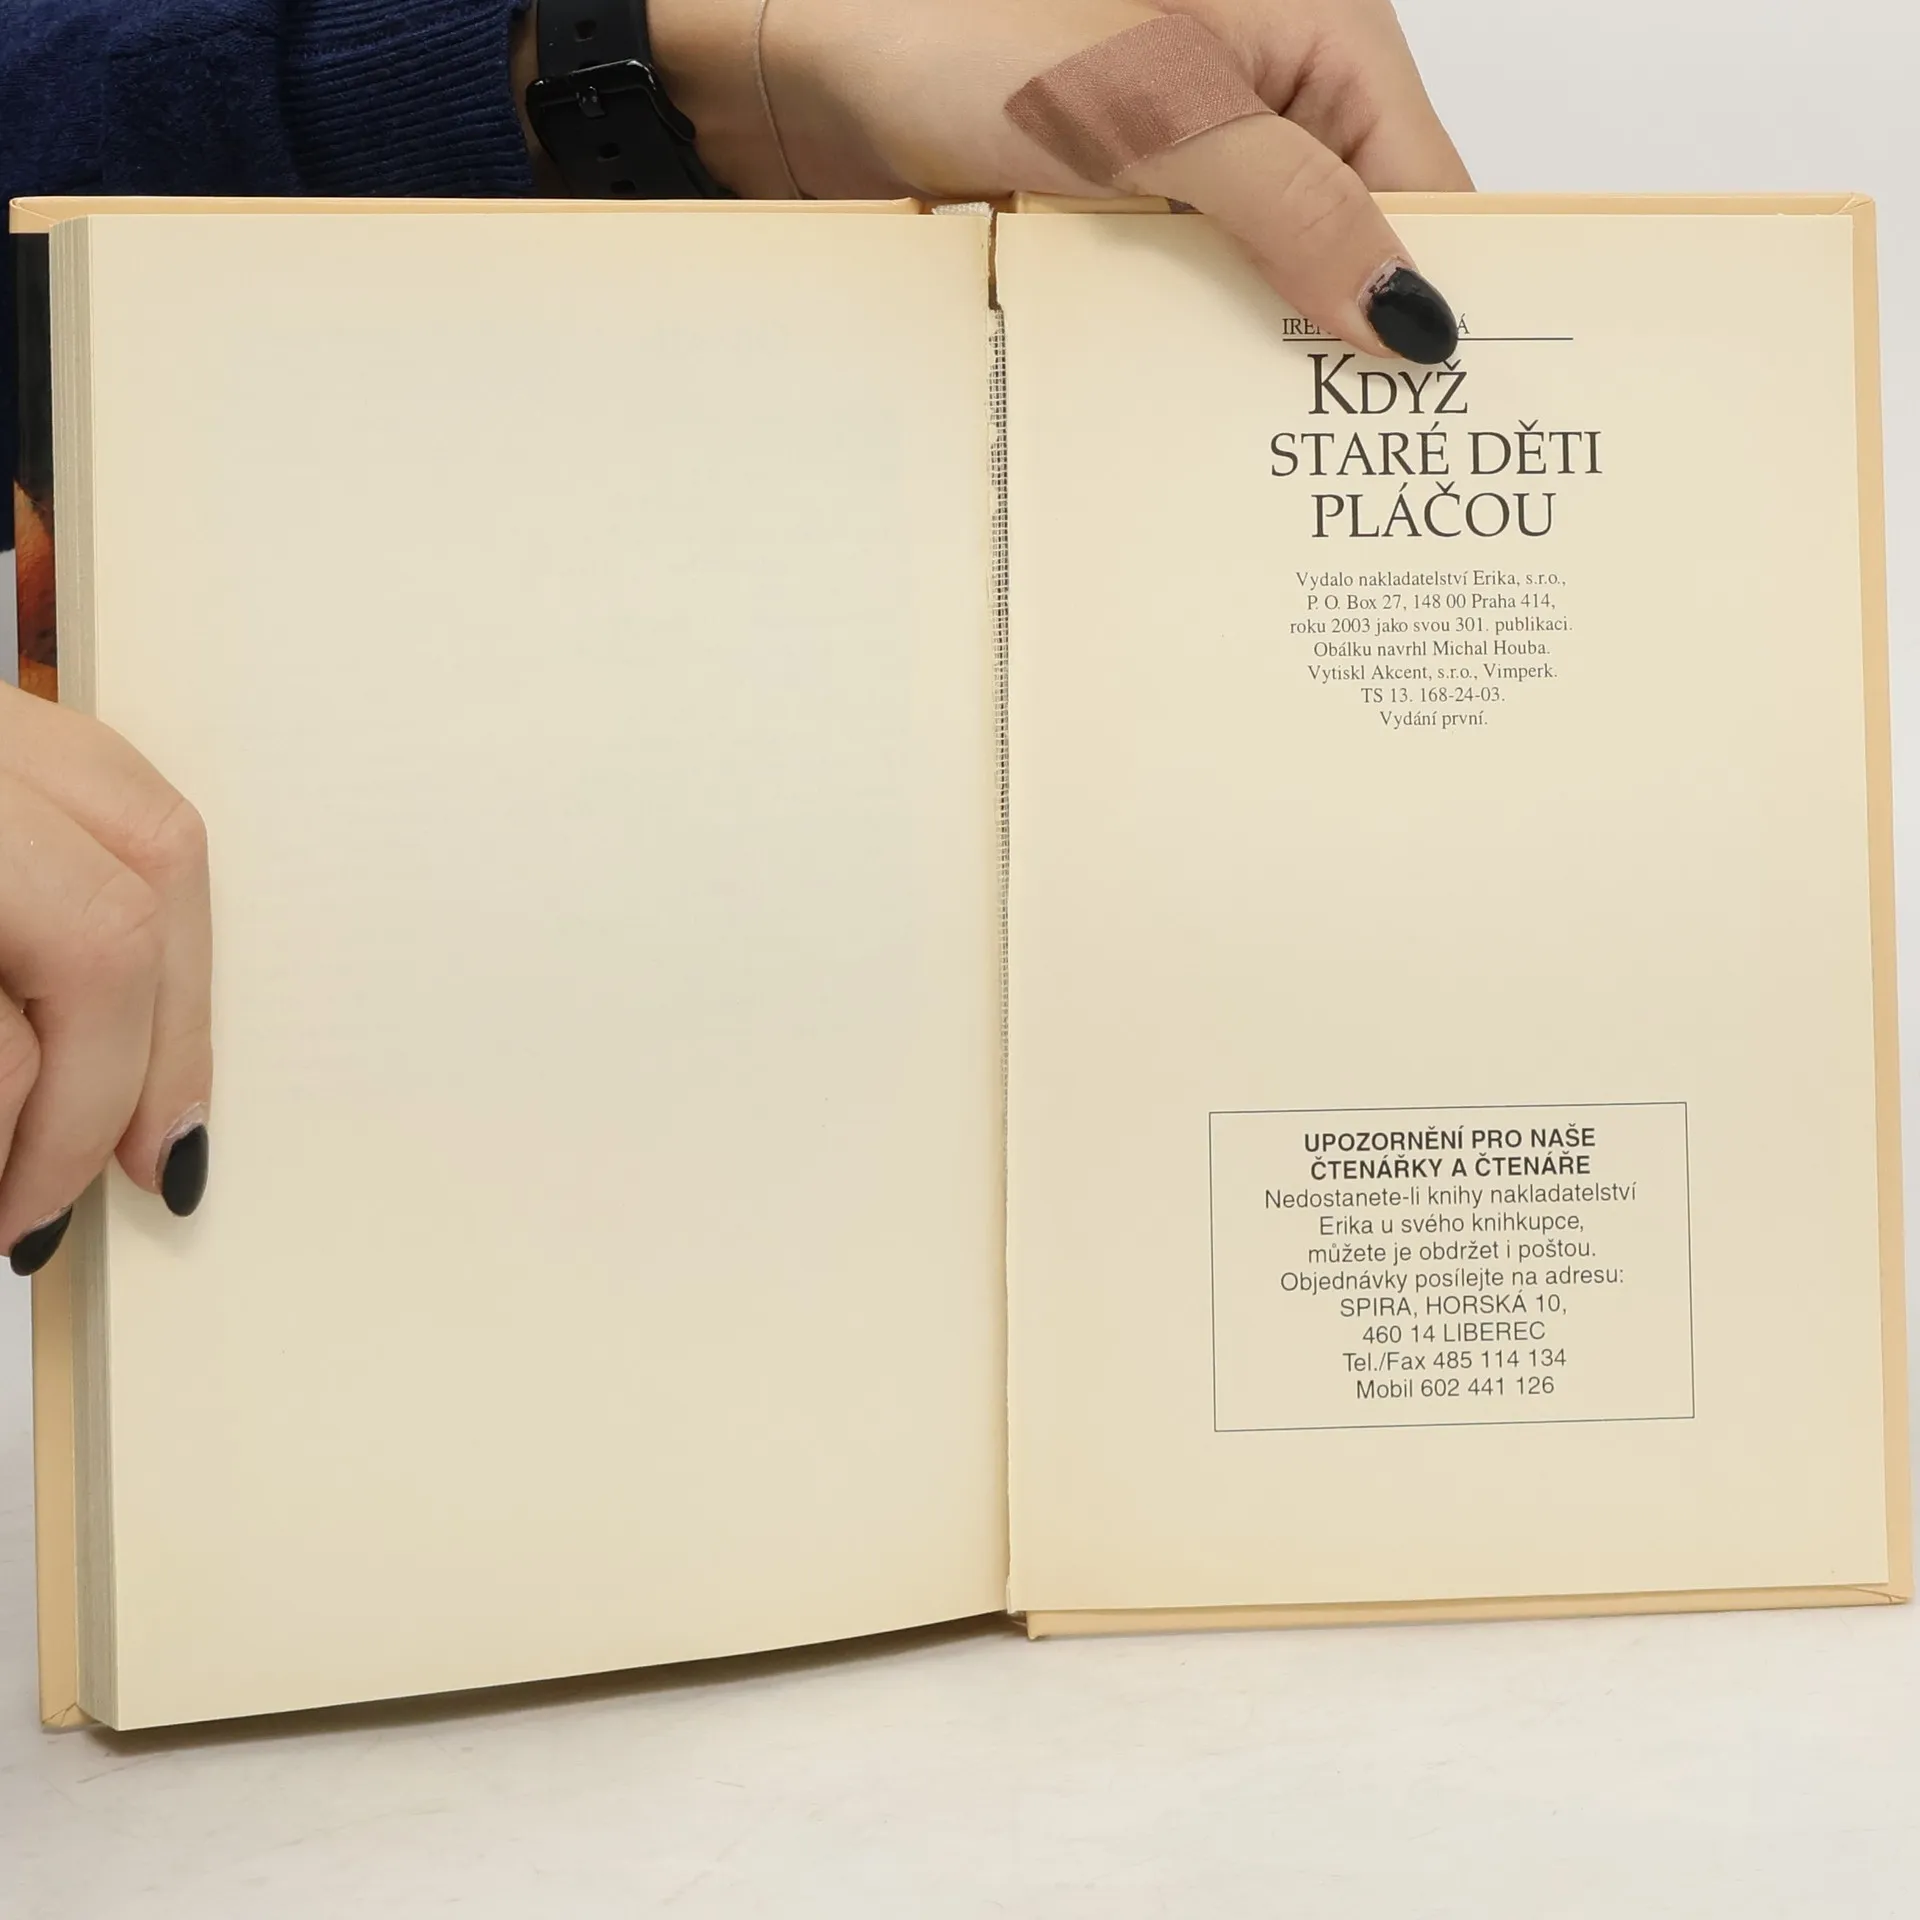 KDYŽ
STARÉ DĚTI
PLÁČOU
Vydalo nakladatelství Erika, s.r.o.,
P. O. Box 27, 148 00 Praha 414,
roku 2003 jako svou 301. publikaci.
Obálku navrhl Michal Houba.
Vytiskl Akcent, s.r.o., Vimperk.
TS 13. 168-24-03.
Vydání první.
UPOZORNĚNÍ PRO NAŠE
ČTENÁŘKY A ČTENÁŘE
Nedostanete-li knihy nakladatelství
Erika u svého knihkupce,
můžete je obdržet i poštou.
Objednávky posílejte na adresu:
SPIRA, HORSKÁ 10,
460 14 LIBEREC
Tel./Fax 485 114 134
Mobil 602 441 126